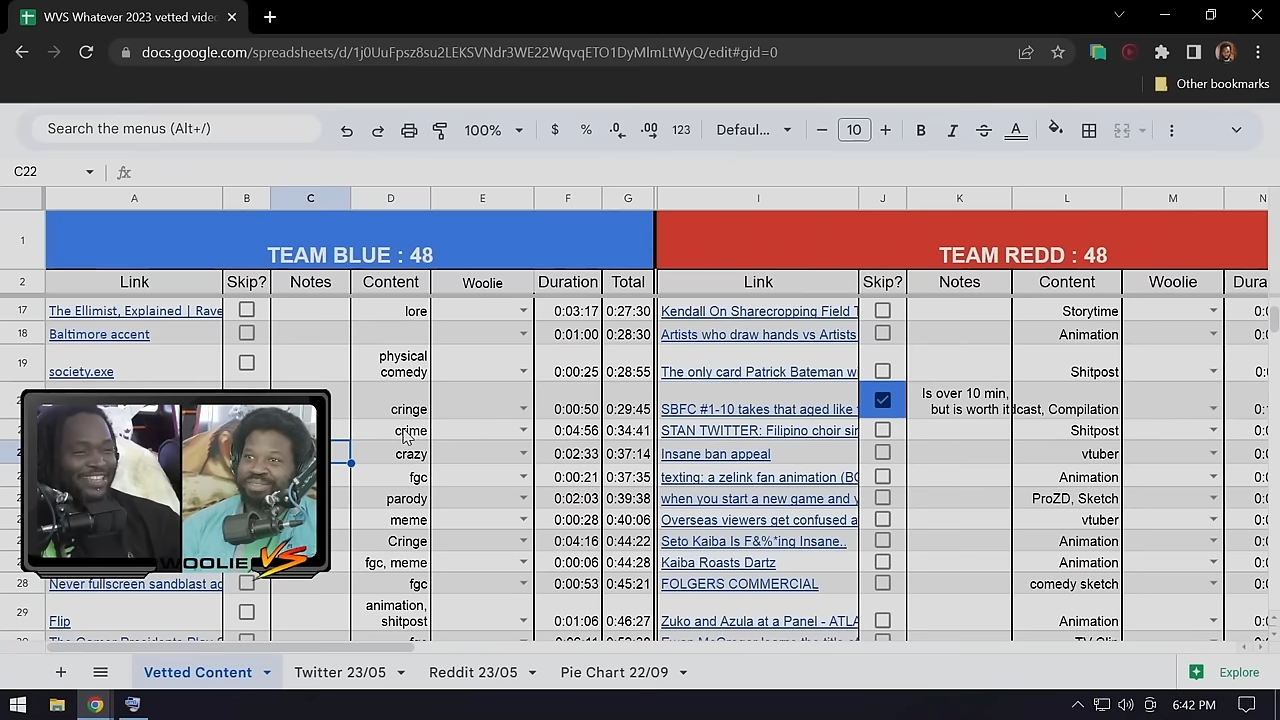 WVS Whatever 2023 vetted vide
docs.google.com/spreadsheets/d/1j0UuFpsz8su2LEKSVNdr3WE22WqvqETO1DyMlmLtWyQ/edit#gid=0
Other bookmarks
Search the menus (Alt+/)
100%
$ % .0 .00 123 Defaul... 10 B I A
C22
fx
A B C D E F G I J K L M N
1 TEAM BLUE : 48 TEAM REDD : 48
2 Link Skip? Notes Content Woolie Duration Total Link Skip? Notes Content Woolie Dura
17 The Ellimist, Explained | Rave lore 0:03:17 0:27:30 Kendall On Sharecropping Field Storytime
18 Baltimore accent Animation 0:01:00 0:28:30 Artists who draw hands vs Artists
physical
19 society.exe comedy 0:00:25 0:28:55 The only card Patrick Bateman w Shitpost
Is over 10 min,
cringe 0:00:50 0:29:45 SBFC #1-10 takes that aged like but is worth it dcast, Compilation
crime 0:04:56 0:34:41 STAN TWITTER: Filipino choir sin Shitpost
crazy 0:02:33 0:37:14 Insane ban appeal vtuber
fgc 0:00:21 0:37:35 texting: a zelink fan animation (BO Animation
parody 0:02:03 0:39:38 when you start a new game and y ProZD, Sketch
meme 0:00:28 0:40:06 Overseas viewers get confused a vtuber
Cringe 0:04:16 0:44:22 Seto Kaiba Is F&%*ing Insane.. Animation
fgc, meme 0:00:06 0:44:28 Kaiba Roasts Dartz Animation
WOOLIE VS
28 Never fullscreen sandblast ag fgc 0:00:53 0:45:21 FOLGERS COMMERCIAL comedy sketch
animation,
29 Flip shitpost 0:01:06 0:46:27 Zuko and Azula at a Panel - ATLA Animation
Vetted Content Twitter 23/05 Reddit 23/05 Pie Chart 22/09 Explore
6:42 PM